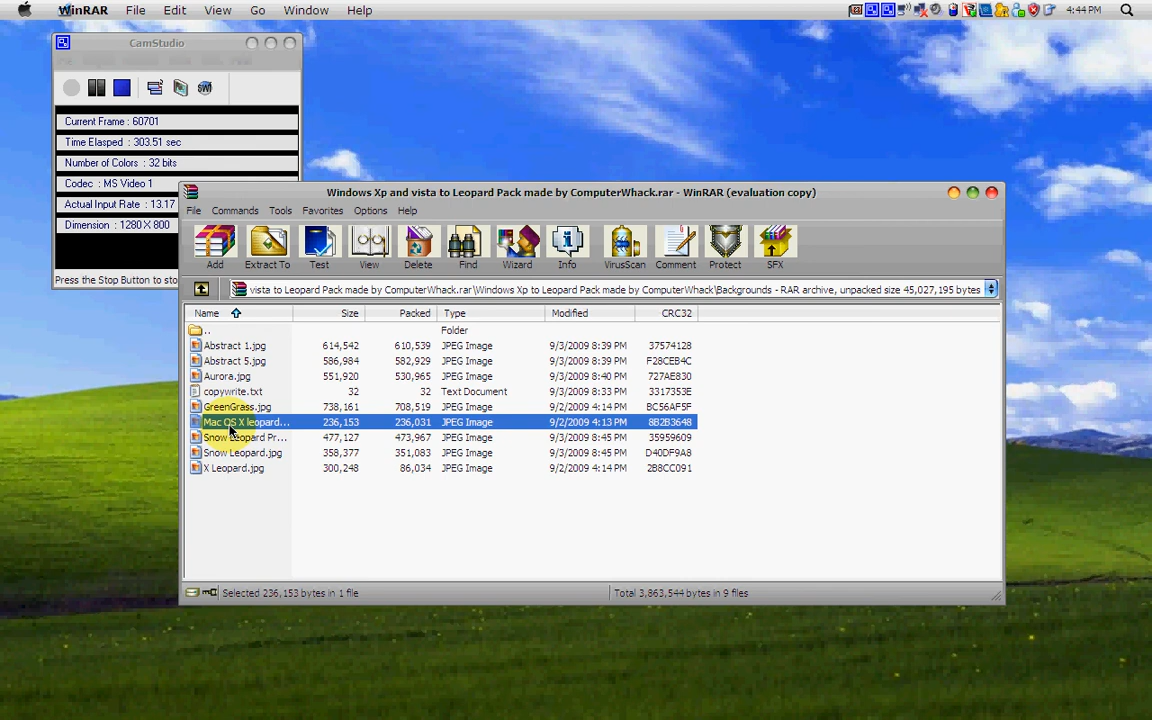 WinRAR File Edit View Go Window Help 4:44 PM
CamStudio
Current Frame : 60701
Time Elasped : 303.51 sec
Number of Colors : 32 bits
Codec : MS Video 1
Actual Input Rate : 13.17
Dimension : 1280 X 800
Press the Stop Button to sto
Windows Xp and vista to Leopard Pack made by ComputerWhack.rar - WinRAR (evaluation copy)
File Commands Tools Favorites Options Help
Add Extract To Test View Delete Find Wizard Info VirusScan Comment Protect SFX
vista to Leopard Pack made by ComputerWhack.rar\Windows Xp to Leopard Pack made by ComputerWhack\Backgrounds - RAR archive, unpacked size 45,027,195 bytes
Name Size Packed Type Modified CRC32
.. Folder
Abstract 1.jpg 614,542 610,539 JPEG Image 9/3/2009 8:39 PM 37574128
Abstract 5.jpg 586,984 582,929 JPEG Image 9/3/2009 8:39 PM F28CEB4C
Aurora.jpg 551,920 530,965 JPEG Image 9/3/2009 8:40 PM 727AE830
copywrite.txt 32 32 Text Document 9/3/2009 8:33 PM 3317353E
GreenGrass.jpg 738,161 708,519 JPEG Image 9/2/2009 4:14 PM BC56AF5F
Mac OS X leopard... 236,153 236,031 JPEG Image 9/2/2009 4:13 PM 8B2B3648
Snow Leopard Pr... 477,127 473,967 JPEG Image 9/3/2009 8:45 PM 35959609
Snow Leopard.jpg 358,377 351,083 JPEG Image 9/3/2009 8:45 PM D40DF9A8
X Leopard.jpg 300,248 86,034 JPEG Image 9/2/2009 4:14 PM 2B8CC091
Selected 236,153 bytes in 1 file Total 3,863,544 bytes in 9 files